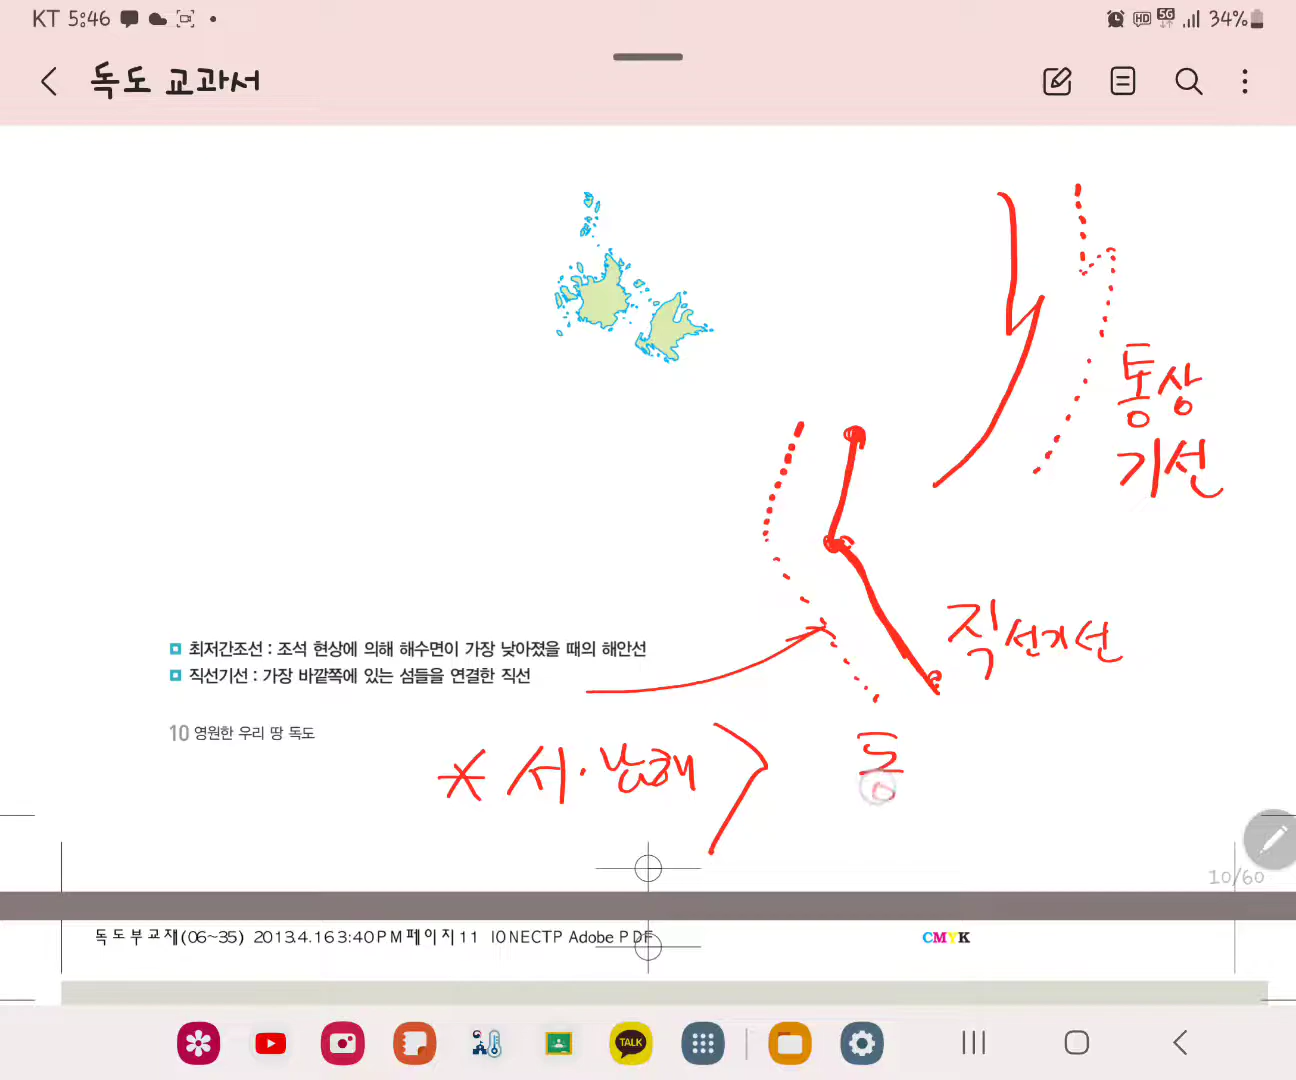 KT 5:46
HD 5G 34%
독도 교과서
통상
기선
직선기선
최저간조선 : 조석 현상에 의해 해수면이 가장 낮아졌을 때의 해안선
직선기선 : 가장 바깥쪽에 있는 섬들을 연결한 직선
10 영원한 우리 땅 독도
* 서·남해
동
10/60
독도부교재(06~35) 2013.4.16 3:40 PM 페이지11 IONECTP Adobe PDF
CMYK
TALK